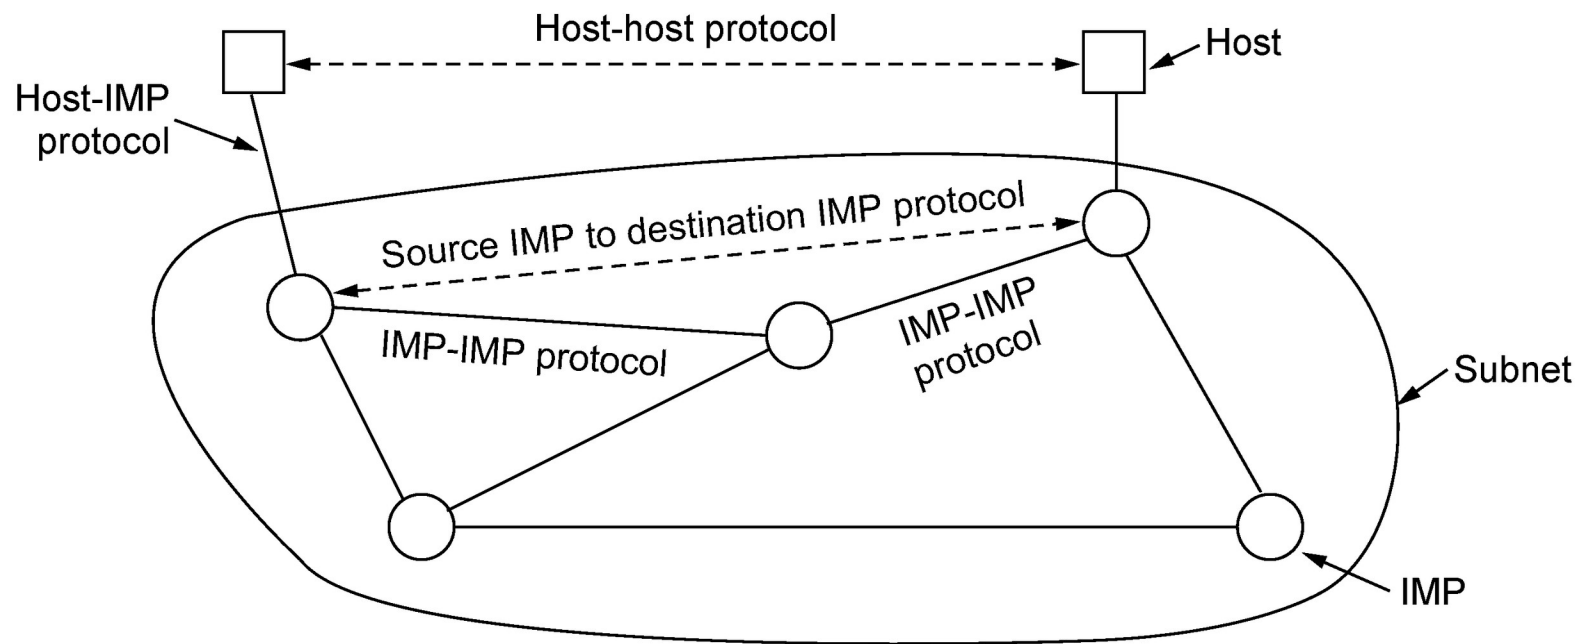 Host-host protocol
Host
Host-IMP
protocol
Source IMP to destination IMP protocol
IMP-IMP protocol
IMP-IMP
protocol
Subnet
IMP